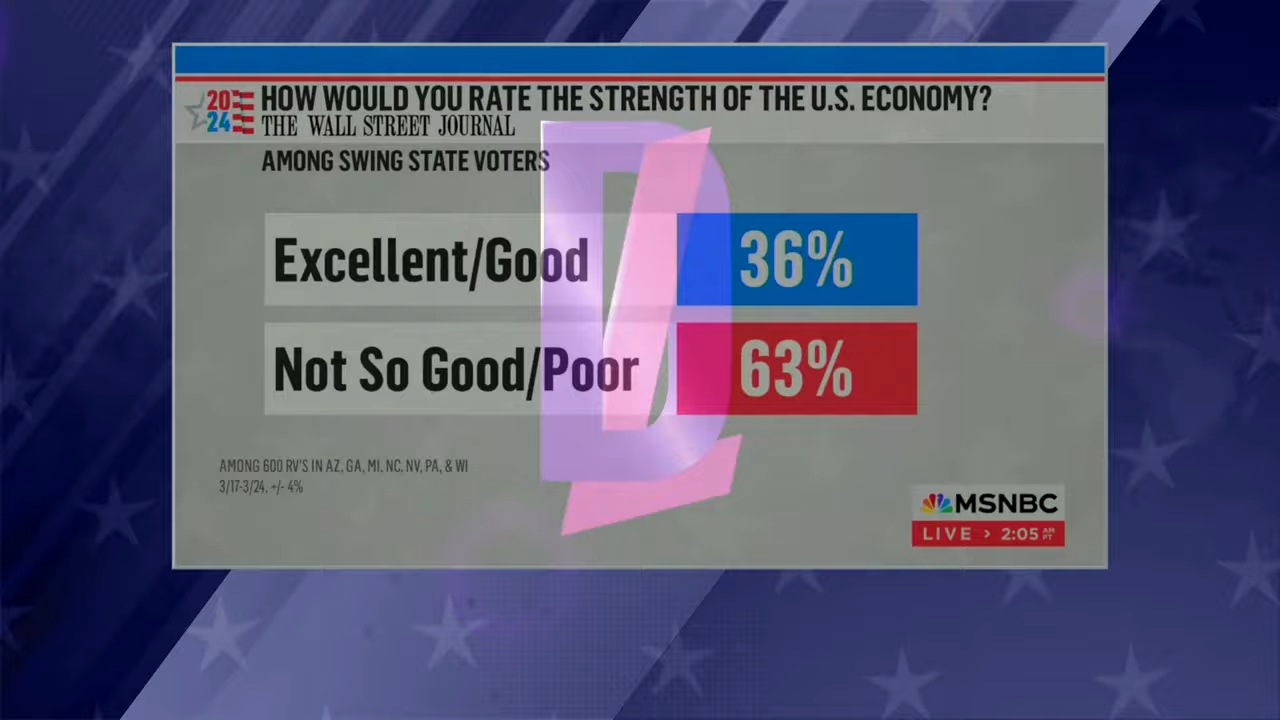 2024
HOW WOULD YOU RATE THE STRENGTH OF THE U.S. ECONOMY?
THE WALL STREET JOURNAL
AMONG SWING STATE VOTERS
Excellent/Good 36%
Not So Good/Poor 63%
AMONG 600 RV'S IN AZ, GA, MI, NC, NV, PA, & WI
3/17-3/24, +/- 4%
DL
MSNBC
LIVE > 2:05 AM PT